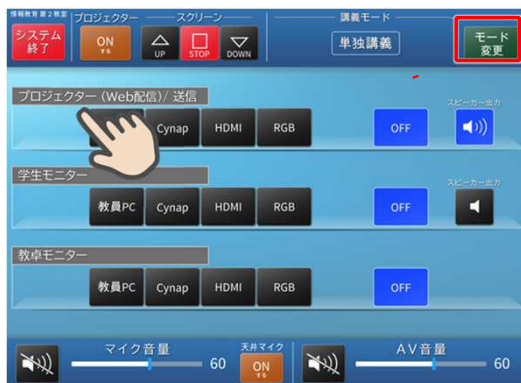 情報教育第2教室
プロジェクター
スクリーン
講義モード
システム
終了
ON
する
UP
STOP
DOWN
単独講義
モード
変更
プロジェクター (Web配信)/ 送信
スピーカー出力
Cynap
HDMI
RGB
OFF
学生モニター
スピーカー出力
教員PC
Cynap
HDMI
RGB
OFF
教卓モニター
教員PC
Cynap
HDMI
RGB
OFF
マイク音量
60
天井マイク
ON
する
AV音量
60